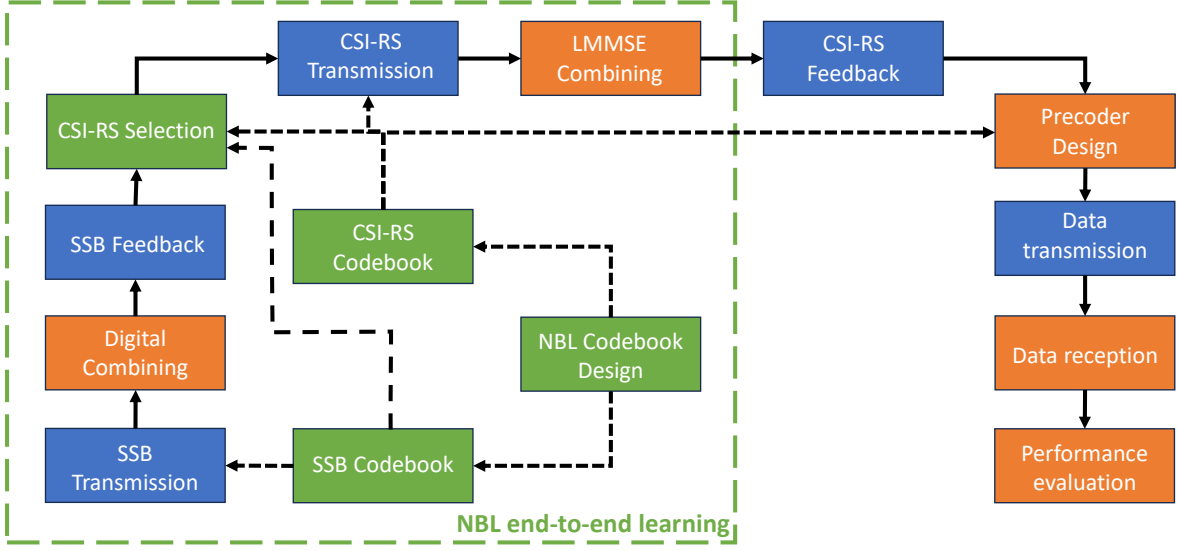 CSI-RS
Transmission
LMMSE
Combining
CSI-RS
Feedback
CSI-RS Selection
Precoder
Design
SSB Feedback
CSI-RS
Codebook
Data
transmission
Digital
Combining
NBL Codebook
Design
Data reception
SSB
Transmission
SSB Codebook
Performance
evaluation
NBL end-to-end learning